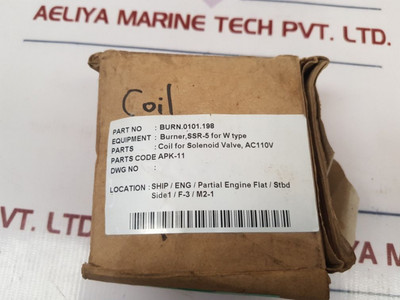 AELIYA MARINE TECH PVT. LTD.
Coil
PART NO : BURN.0101.198
EQUIPMENT : Burner,SSR-5 for W type
PARTS : Coil for Solenoid Valve, AC110V
PARTS CODE APK-11
DWG NO :
LOCATION : SHIP / ENG / Partial Engine Flat / Stbd
Side1 / F-3 / M2-1